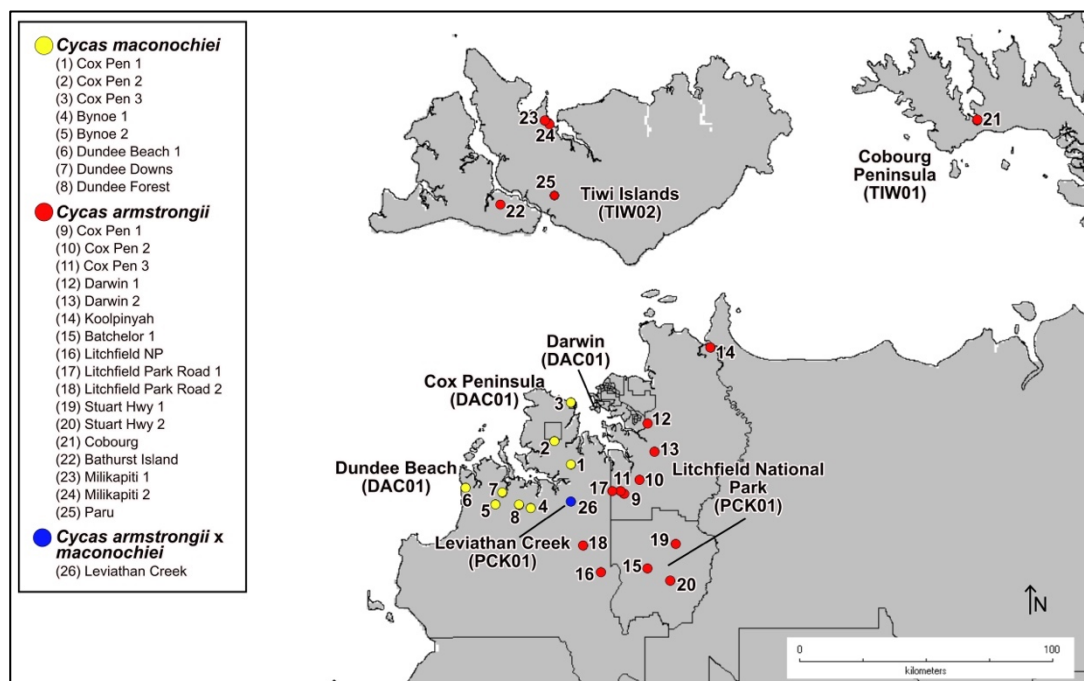 Cycas maconochiei
(1) Cox Pen 1
(2) Cox Pen 2
(3) Cox Pen 3
(4) Bynoe 1
(5) Bynoe 2
(6) Dundee Beach 1
(7) Dundee Downs
(8) Dundee Forest
Cycas armstrongii
(9) Cox Pen 1
(10) Cox Pen 2
(11) Cox Pen 3
(12) Darwin 1
(13) Darwin 2
(14) Koolpinyah
(15) Batchelor 1
(16) Litchfield NP
(17) Litchfield Park Road 1
(18) Litchfield Park Road 2
(19) Stuart Hwy 1
(20) Stuart Hwy 2
(21) Cobourg
(22) Bathurst Island
(23) Milikapiti 1
(24) Milikapiti 2
(25) Paru
Cycas armstrongii x
maconochiei
(26) Leviathan Creek
23
24
25
22
Tiwi Islands
(TIW02)
21
Cobourg
Peninsula
(TIW01)
14
Darwin
(DAC01)
Cox Peninsula
(DAC01)
3
12
2
13
1
Dundee Beach
(DAC01)
Litchfield National
Park
(PCK01)
6
7
5
8
4
26
17
11
10
9
Leviathan Creek
(PCK01)
18
19
16
15
20
N
0
100
kilometers